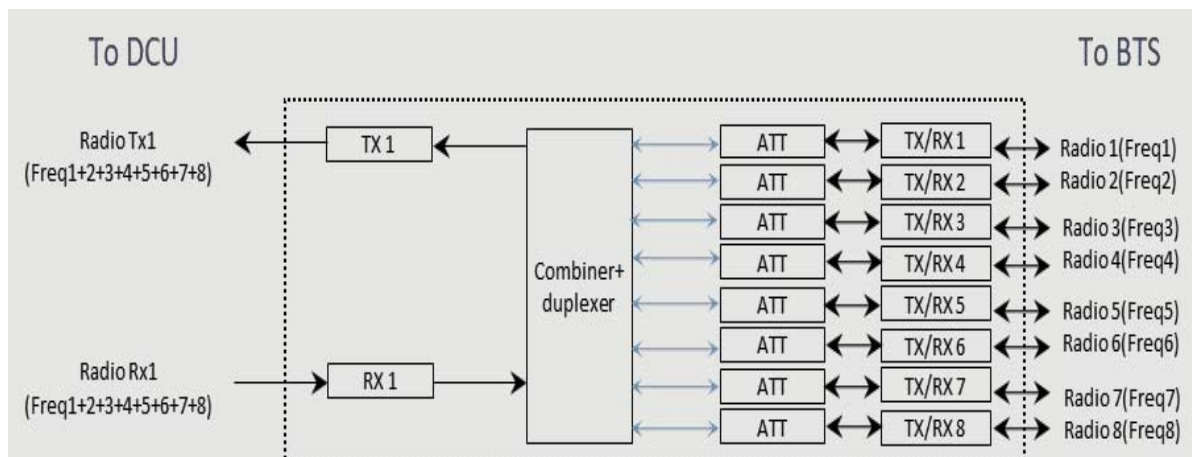 To DCU
To BTS
Radio Tx1
(Freq1+2+3+4+5+6+7+8)
TX 1
Combiner+
duplexer
ATT
TX/RX 1
Radio 1(Freq1)
ATT
TX/RX 2
Radio 2(Freq2)
ATT
TX/RX 3
Radio 3(Freq3)
ATT
TX/RX 4
Radio 4(Freq4)
ATT
TX/RX 5
Radio 5(Freq5)
ATT
TX/RX 6
Radio 6(Freq6)
Radio Rx1
(Freq1+2+3+4+5+6+7+8)
RX 1
ATT
TX/RX 7
Radio 7(Freq7)
ATT
TX/RX 8
Radio 8(Freq8)